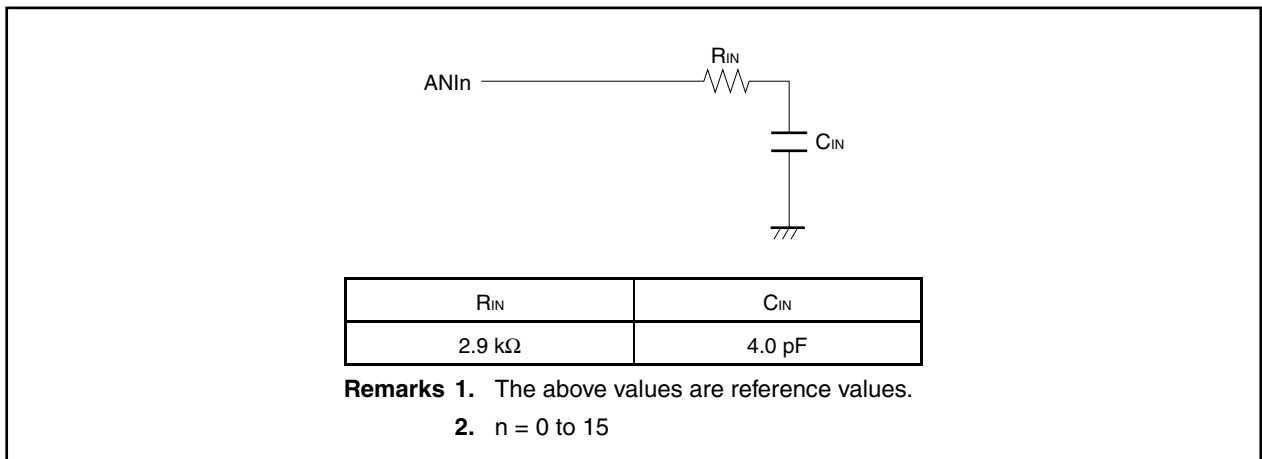 RIN
ANIn
CIN
RIN CIN
2.9 kΩ 4.0 pF
Remarks 1. The above values are reference values.
2. n = 0 to 15